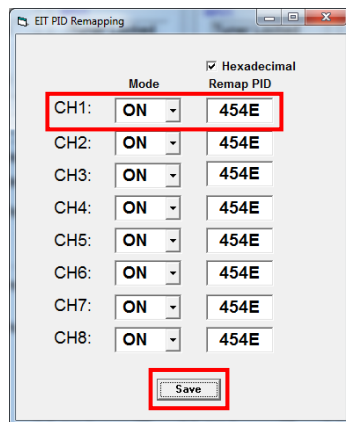 EIT PID Remapping
Hexadecimal
Mode Remap PID
CH1: ON 454E
CH2: ON 454E
CH3: ON 454E
CH4: ON 454E
CH5: ON 454E
CH6: ON 454E
CH7: ON 454E
CH8: ON 454E
Save